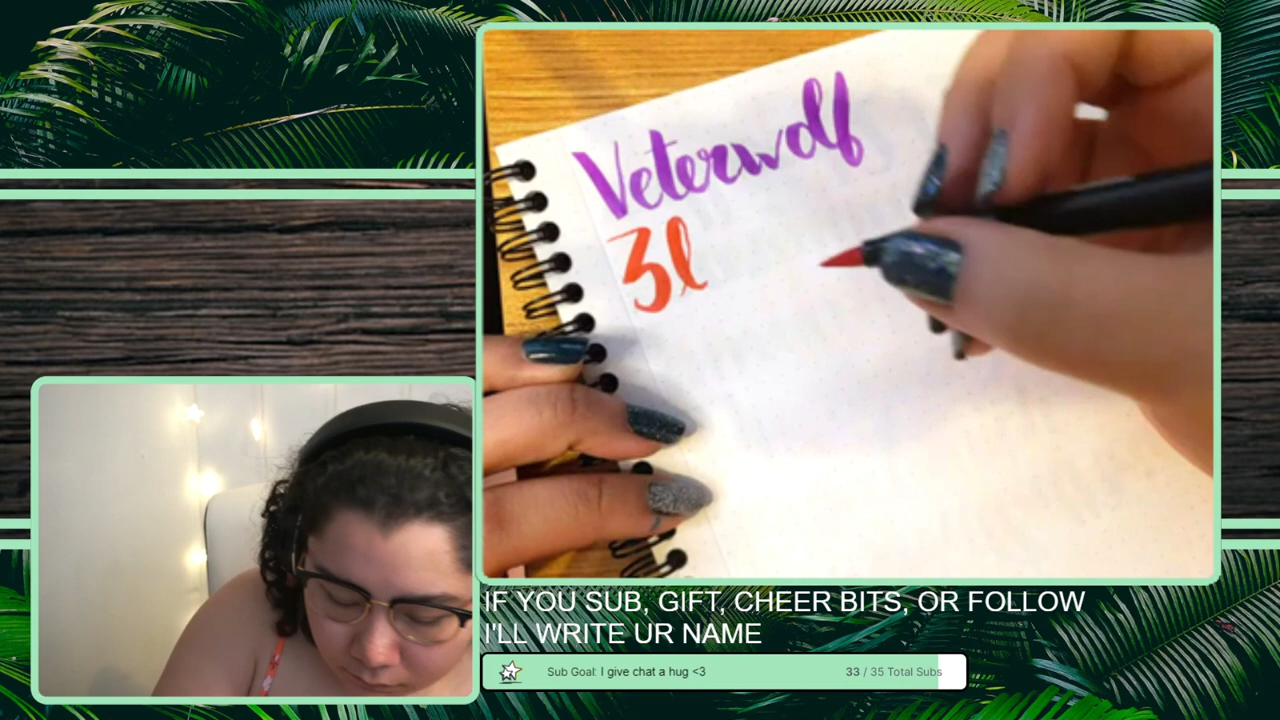 Veterwolf
3l
IF YOU SUB, GIFT, CHEER BITS, OR FOLLOW
I'LL WRITE UR NAME
Sub Goal: I give chat a hug <3 33 / 35 Total Subs